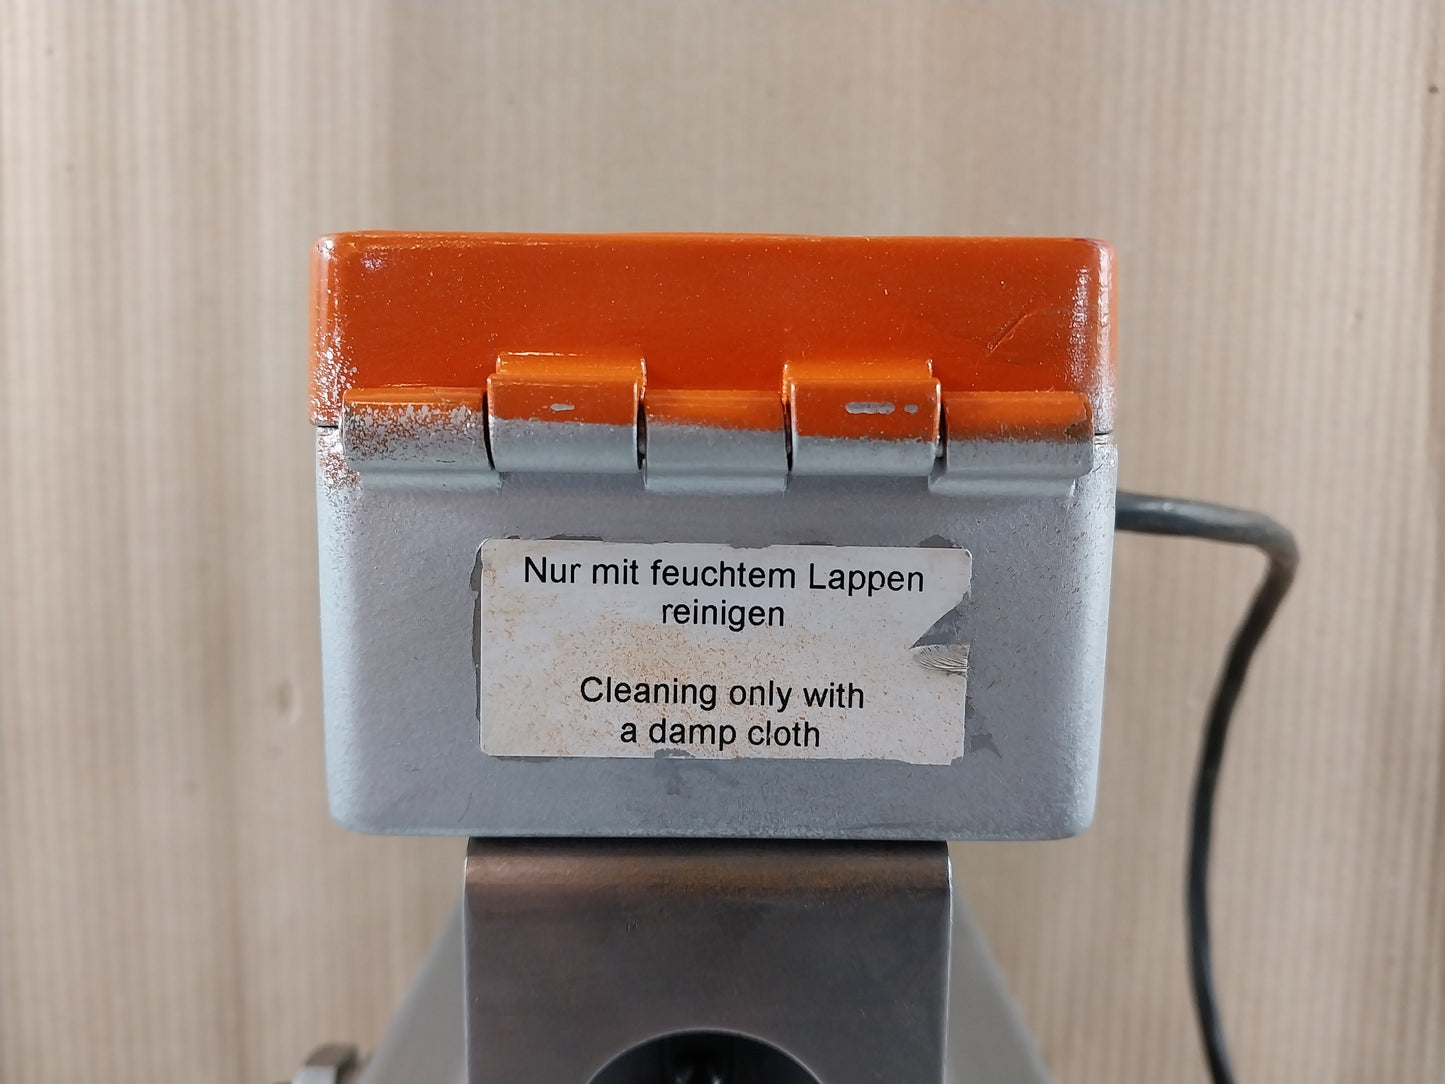 Nur mit feuchtem Lappen
reinigen
Cleaning only with
a damp cloth